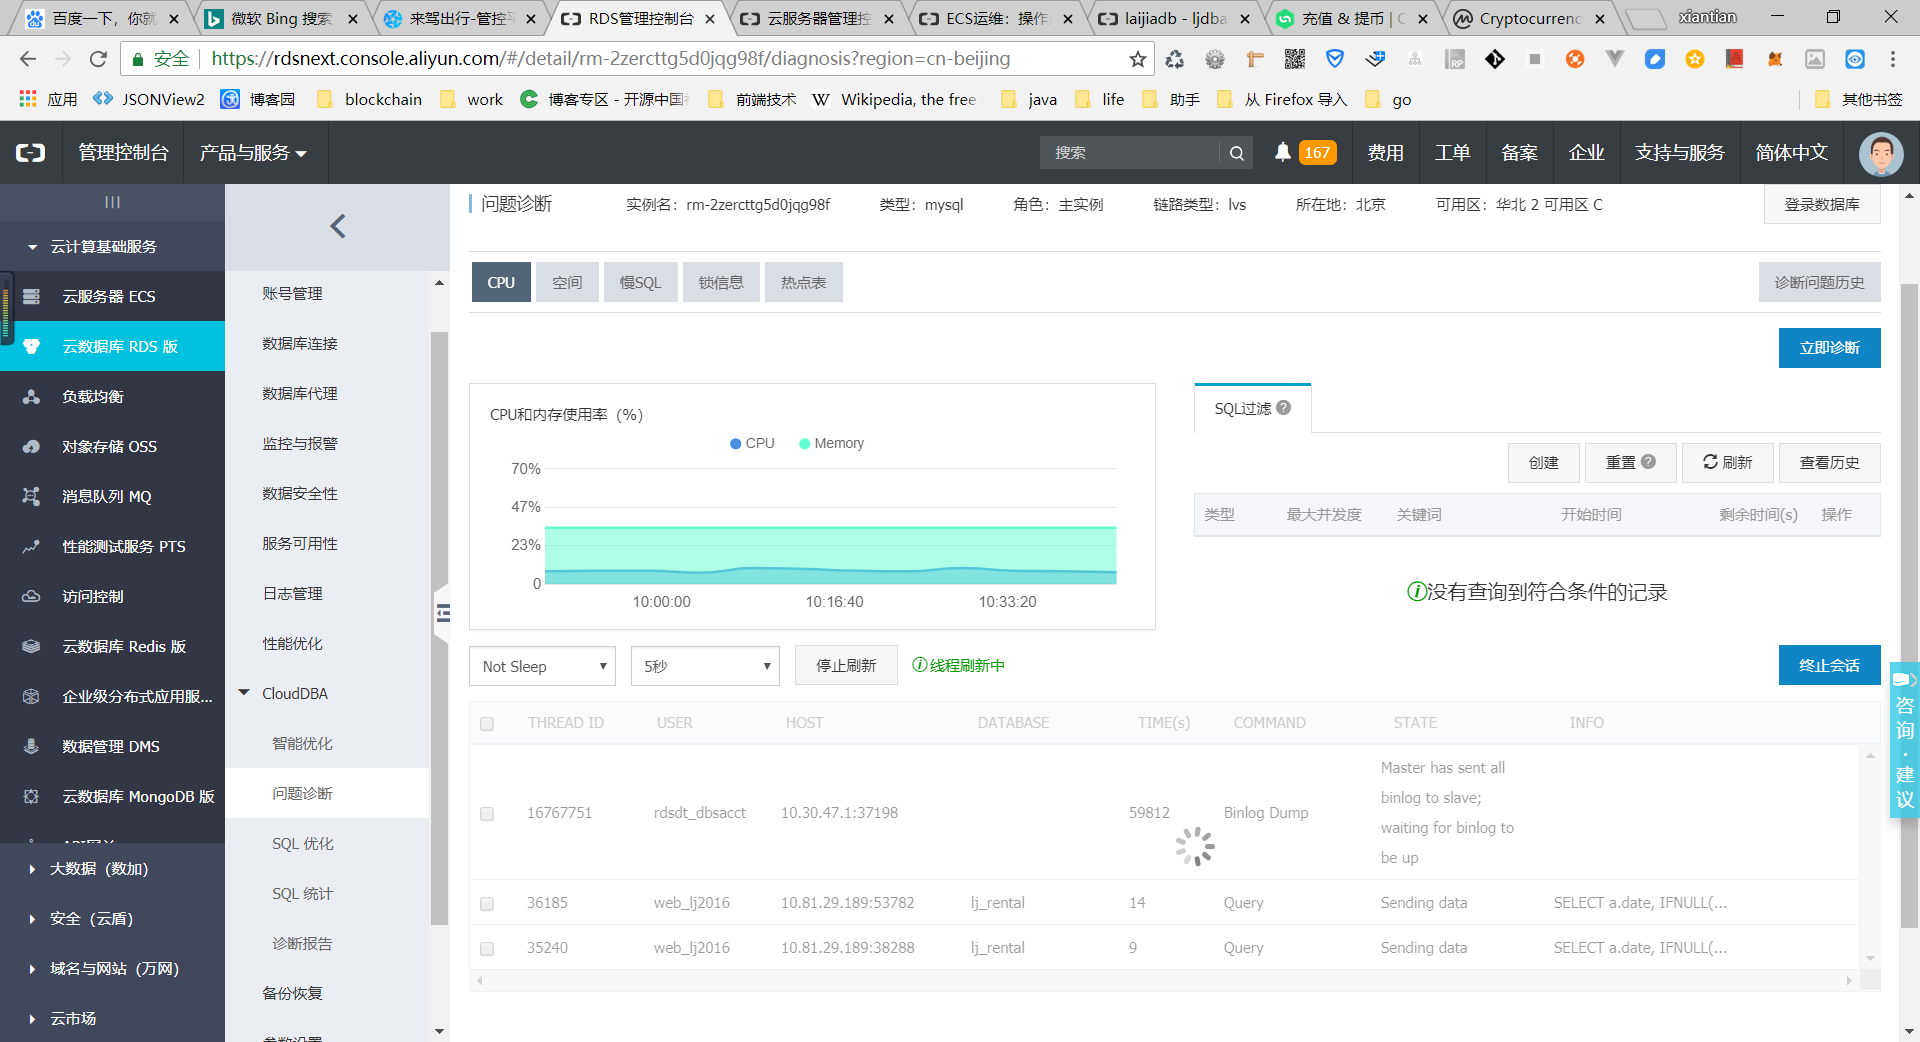 百度一下，你就
微软 Bing 搜索
来驾出行-管控平
RDS管理控制台
云服务器管理控
ECS运维：操作
laijiadb - ljdba
充值 & 提币 | C
Cryptocurrenc
xiantian
安全
https://rdsnext.console.aliyun.com/#/detail/rm-2zercttg5d0jqg98f/diagnosis?region=cn-beijing
应用
JSONView2
博客园
blockchain
work
博客专区 - 开源中国
前端技术
Wikipedia, the free
java
life
助手
从 Firefox 导入
go
其他书签
管理控制台
产品与服务
搜索
167
费用
工单
备案
企业
支持与服务
简体中文
云计算基础服务
云服务器 ECS
云数据库 RDS 版
负载均衡
对象存储 OSS
消息队列 MQ
性能测试服务 PTS
访问控制
云数据库 Redis 版
企业级分布式应用服...
数据管理 DMS
云数据库 MongoDB 版
大数据（数加）
安全（云盾）
域名与网站（万网）
云市场
账号管理
数据库连接
数据库代理
监控与报警
数据安全性
服务可用性
日志管理
性能优化
CloudDBA
智能优化
问题诊断
SQL 优化
SQL 统计
诊断报告
备份恢复
参数设置
问题诊断
实例名：rm-2zercttg5d0jqg98f
类型：mysql
角色：主实例
链路类型：lvs
所在地：北京
可用区：华北 2 可用区 C
登录数据库
CPU
空间
慢SQL
锁信息
热点表
诊断问题历史
立即诊断
CPU和内存使用率（%）
CPU
Memory
70%
47%
23%
0
10:00:00
10:16:40
10:33:20
SQL过滤
创建
重置
刷新
查看历史
类型
最大并发度
关键词
开始时间
剩余时间(s)
操作
没有查询到符合条件的记录
Not Sleep
5秒
停止刷新
线程刷新中
终止会话
THREAD ID
USER
HOST
DATABASE
TIME(s)
COMMAND
STATE
INFO
16767751
rdsdt_dbsacct
10.30.47.1:37198
59812
Binlog Dump
Master has sent all
binlog to slave;
waiting for binlog to
be up
36185
web_lj2016
10.81.29.189:53782
lj_rental
14
Query
Sending data
SELECT a.date, IFNULL(...
35240
web_lj2016
10.81.29.189:38288
lj_rental
9
Query
Sending data
SELECT a.date, IFNULL(...
咨询·建议